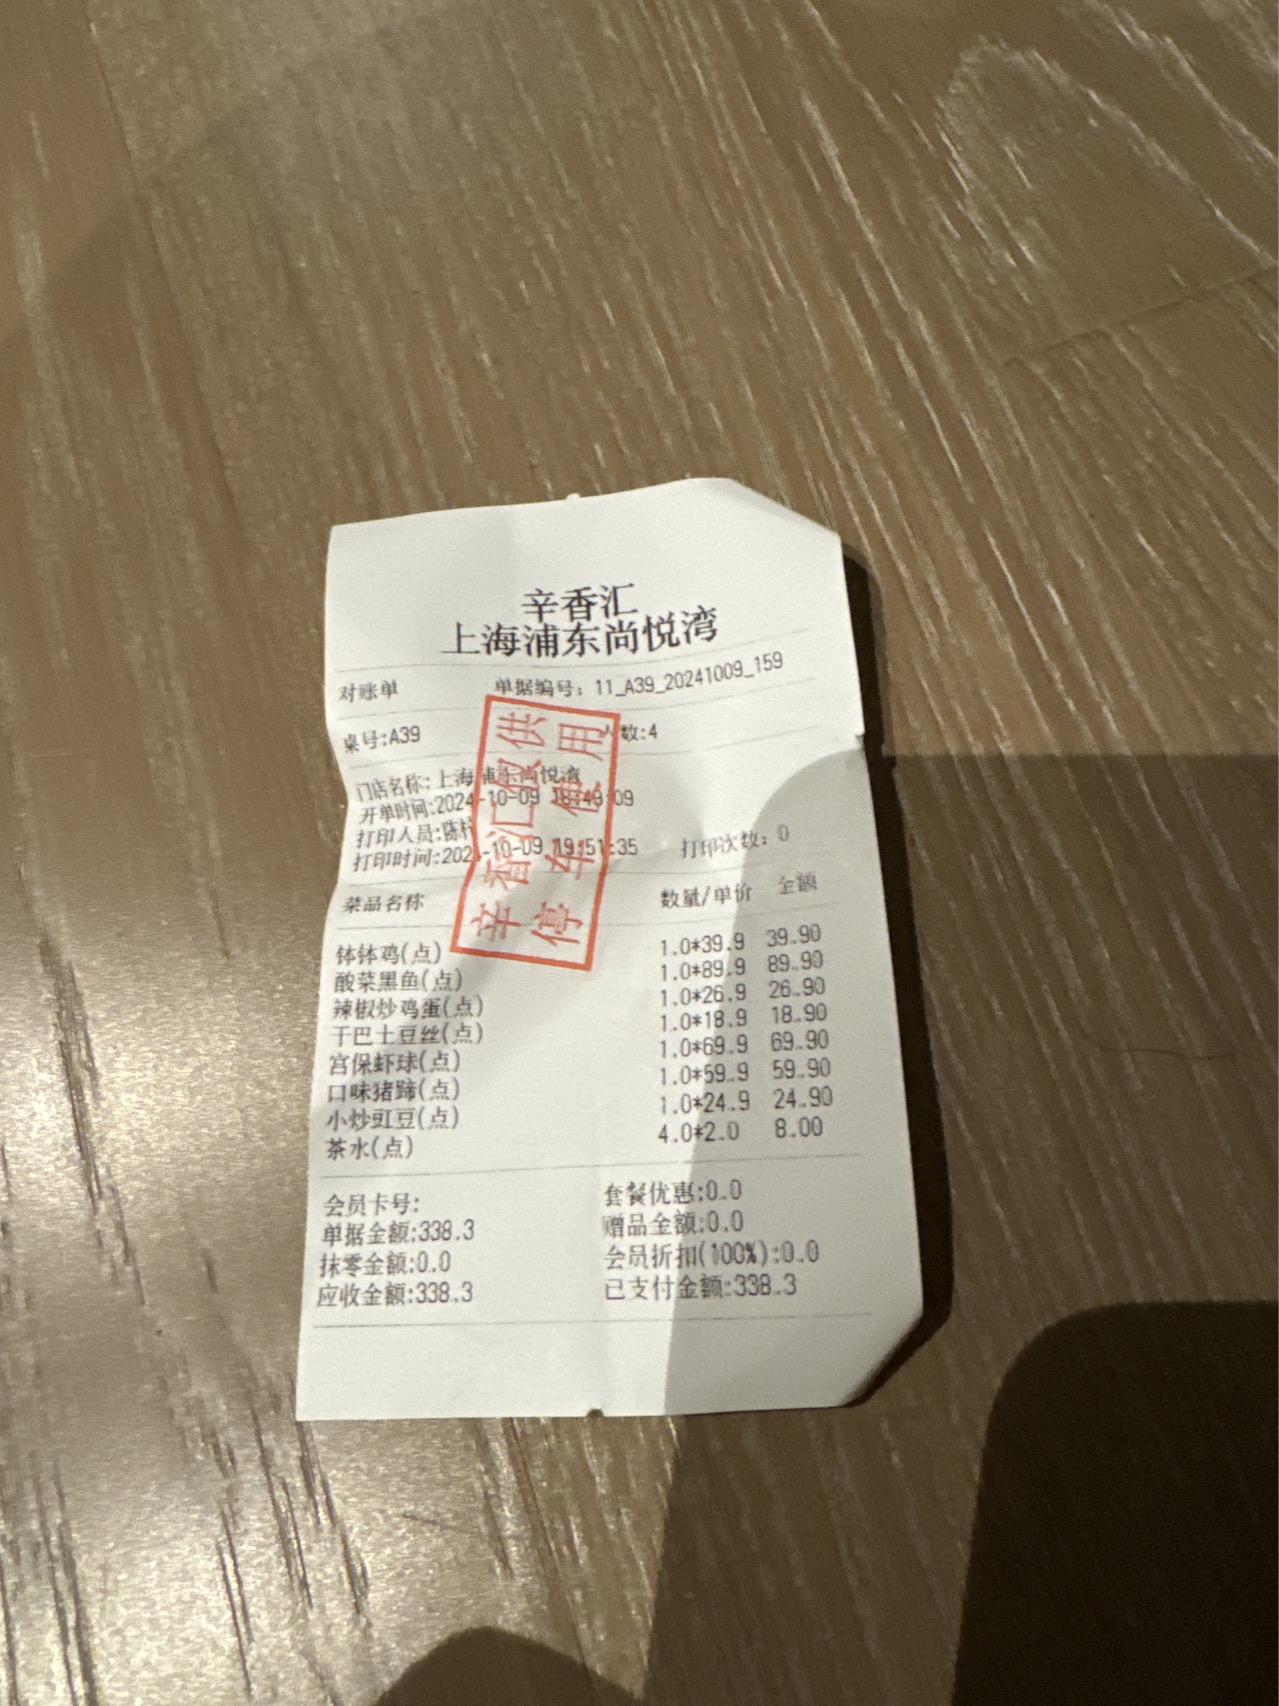 辛香汇
上海浦东尚悦湾
对账单 单据编号: 11_A39_20241009_159
桌号:A39 人数:4
门店名称: 上海浦东尚悦湾
开单时间:2024-10-09 18:49:09
打印人员:陈
打印时间:2024-10-09 19:51:35 打印次数: 0
菜品名称 数量/单价 金额
钵钵鸡(点) 1.0*39.9 39.90
酸菜黑鱼(点) 1.0*89.9 89.90
辣椒炒鸡蛋(点) 1.0*26.9 26.90
干巴土豆丝(点) 1.0*18.9 18.90
宫保虾球(点) 1.0*69.9 69.90
口味猪蹄(点) 1.0*59.9 59.90
小炒豇豆(点) 1.0*24.9 24.90
茶水(点) 4.0*2.0 8.00
会员卡号: 套餐优惠:0.0
单据金额:338.3 赠品金额:0.0
抹零金额:0.0 会员折扣(100%):0.0
应收金额:338.3 已支付金额:338.3
辛香汇仅供
停车使用